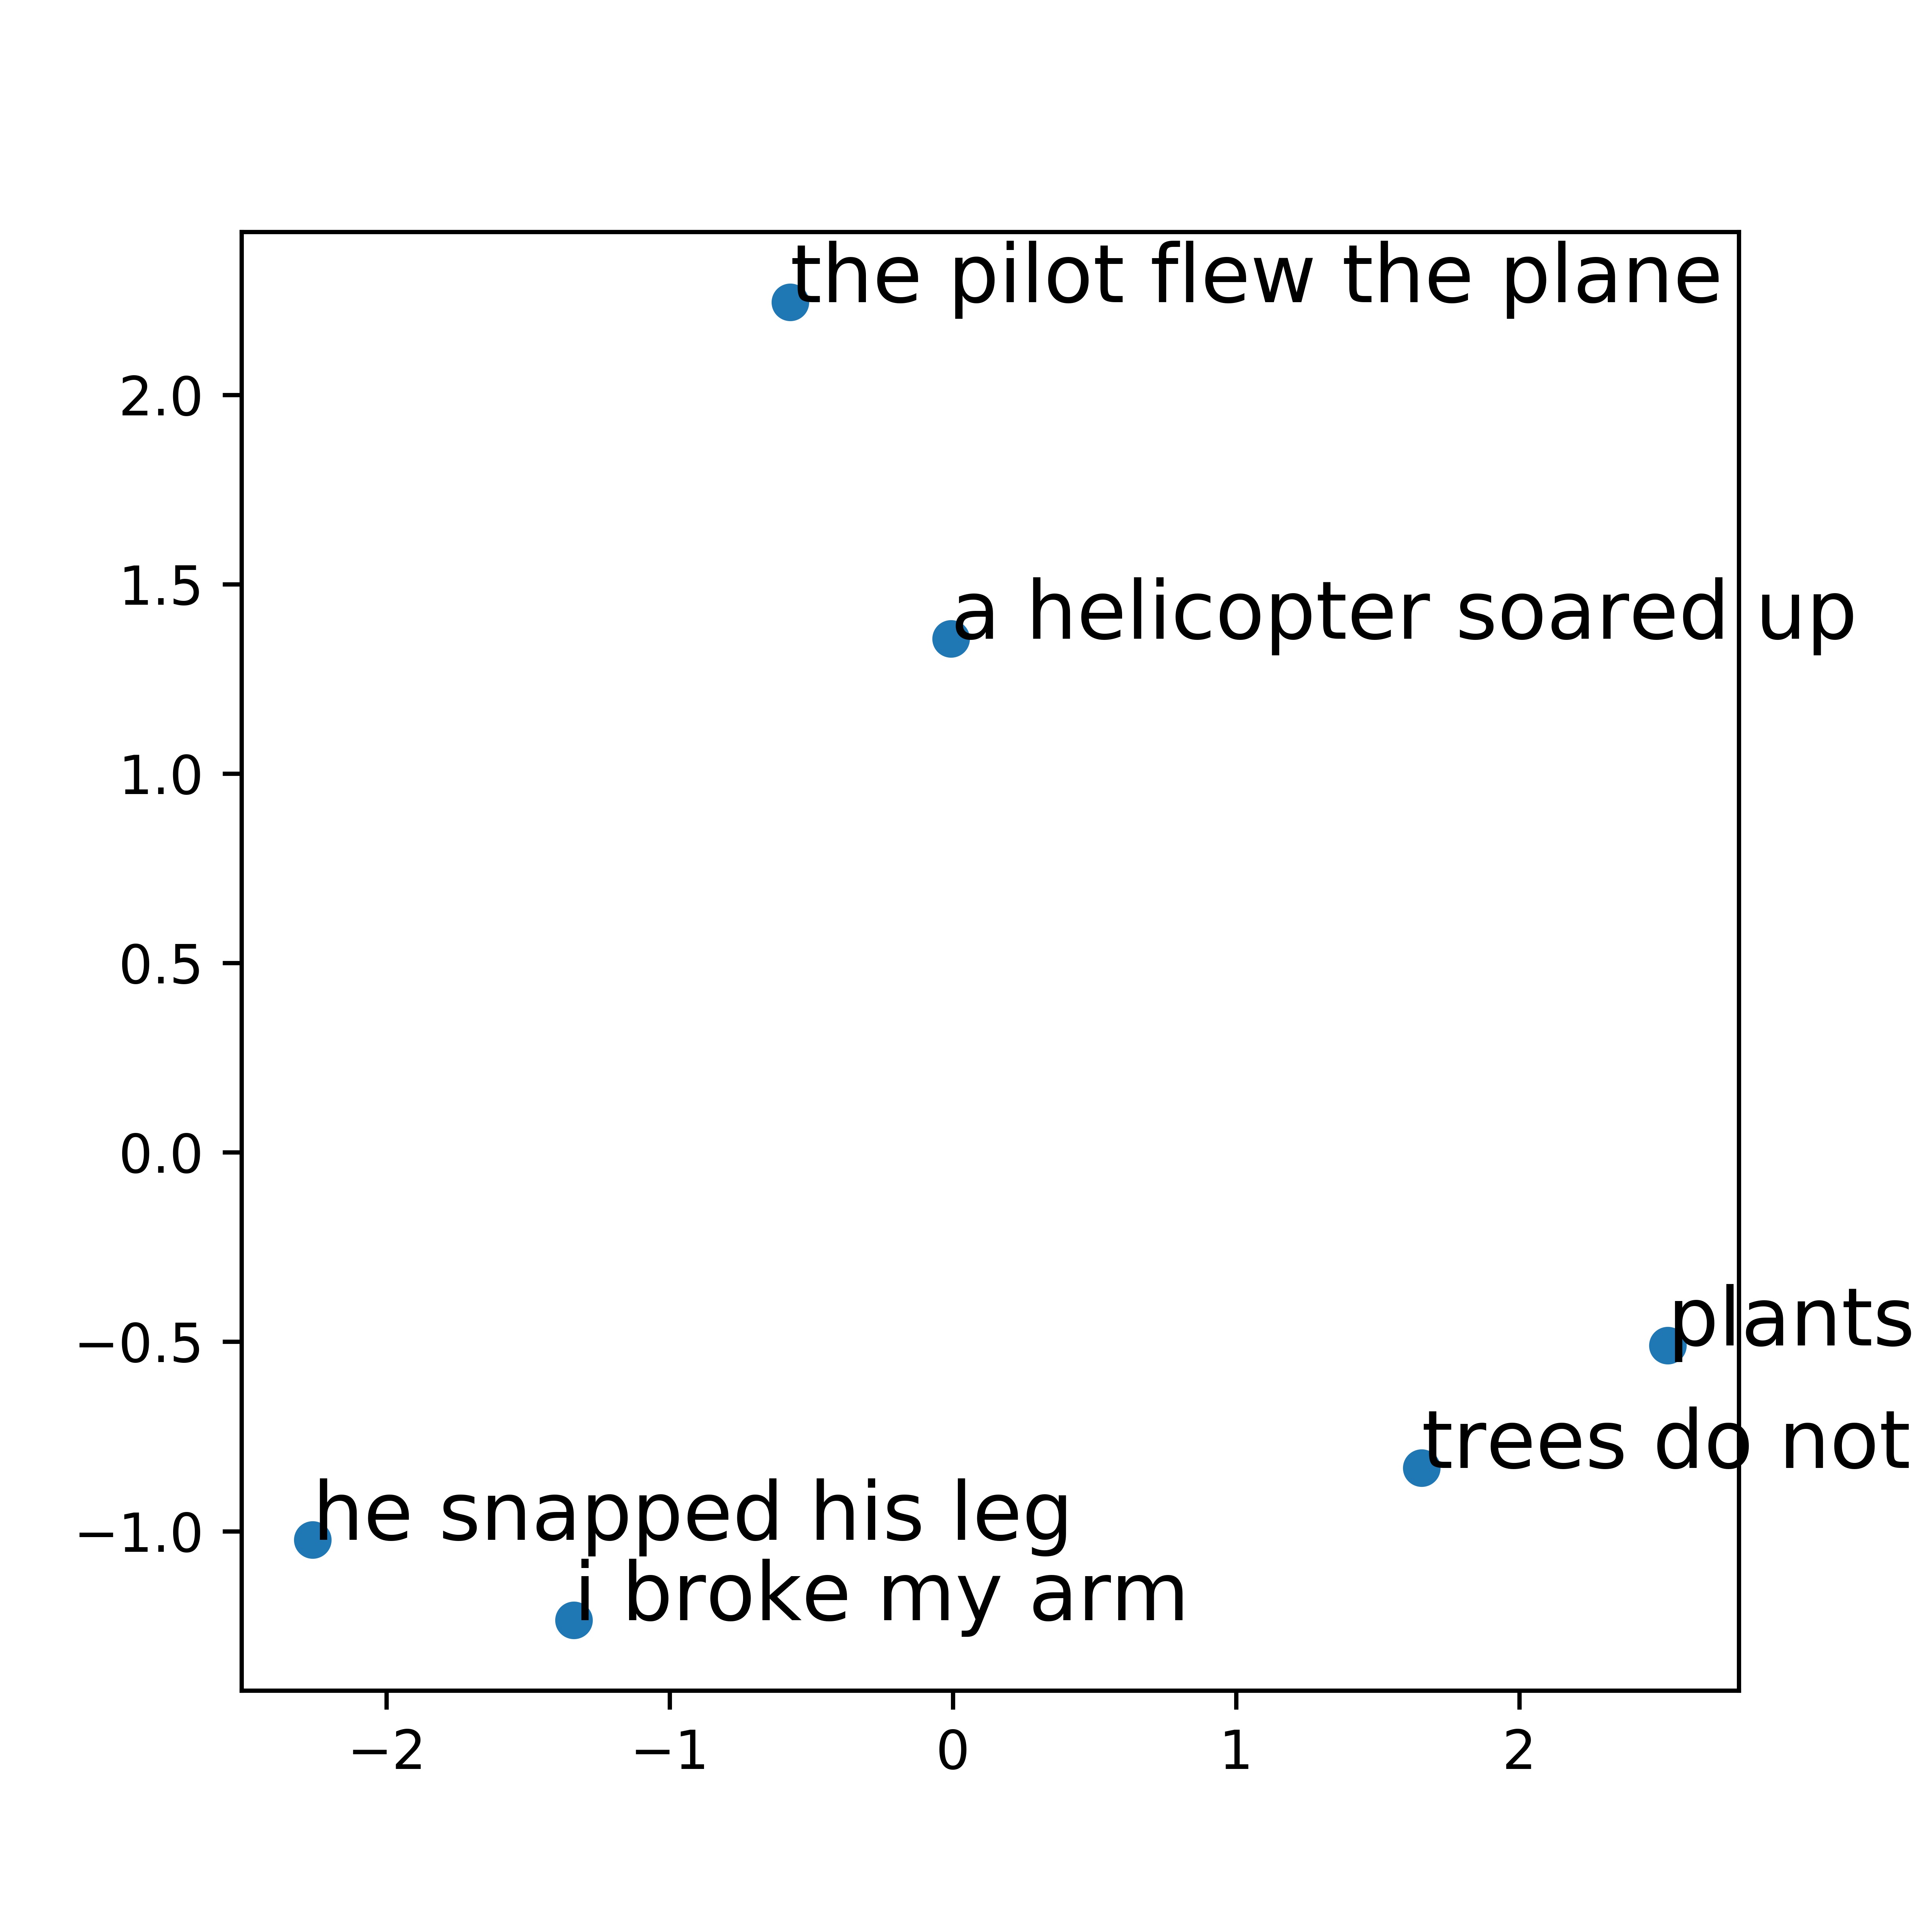 the pilot flew the plane
2.0
1.5
a helicopter soared up
1.0
0.5
0.0
−0.5
plants
trees do not
he snapped his leg
−1.0
i broke my arm
−2
−1
0
1
2